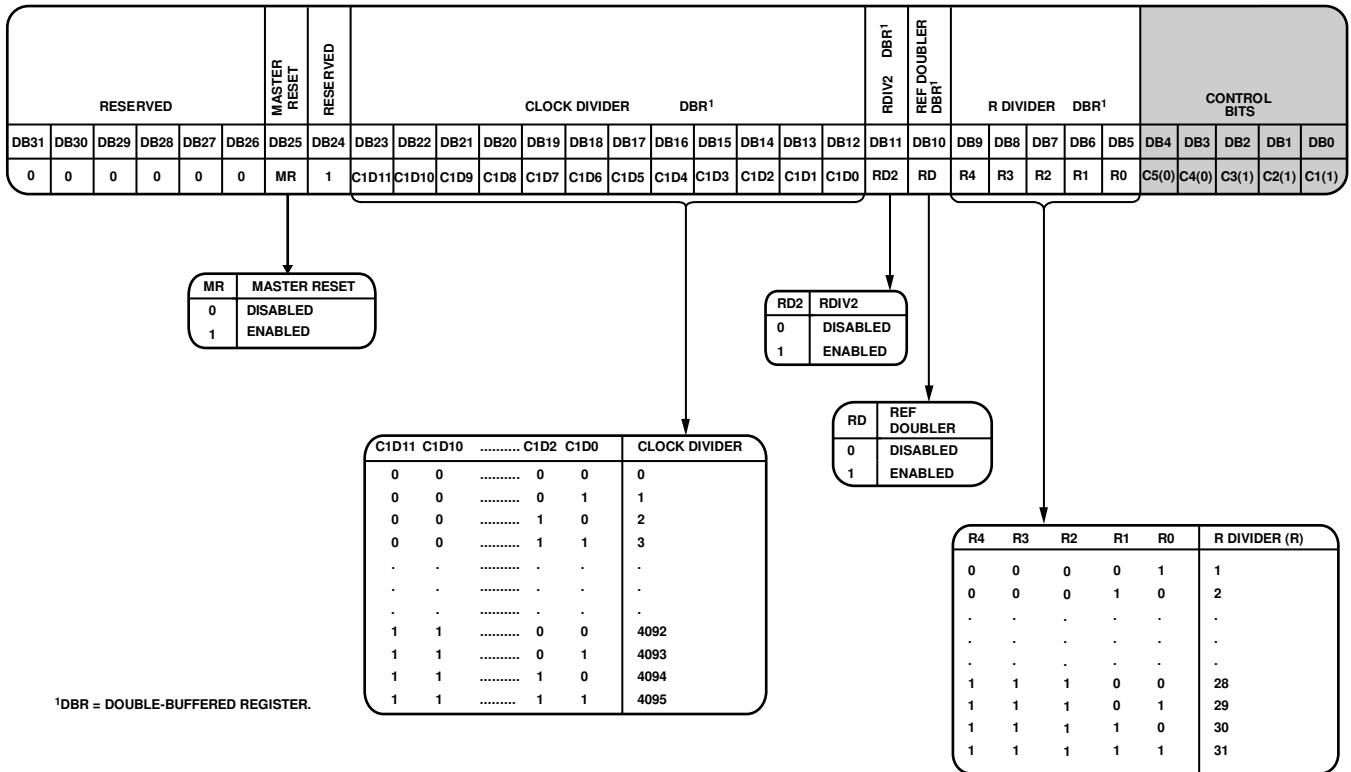 RESERVED
MASTER RESET
RESERVED
CLOCK DIVIDER DBR¹
RDIV2 DBR¹
REF DOUBLER DBR¹
R DIVIDER DBR¹
CONTROL BITS
DB31 DB30 DB29 DB28 DB27 DB26 DB25 DB24 DB23 DB22 DB21 DB20 DB19 DB18 DB17 DB16 DB15 DB14 DB13 DB12 DB11 DB10 DB9 DB8 DB7 DB6 DB5 DB4 DB3 DB2 DB1 DB0
0 0 0 0 0 0 MR 1 C1D11 C1D10 C1D9 C1D8 C1D7 C1D6 C1D5 C1D4 C1D3 C1D2 C1D1 C1D0 RD2 RD R4 R3 R2 R1 R0 C5(0) C4(0) C3(1) C2(1) C1(1)
MR MASTER RESET
0 DISABLED
1 ENABLED
RD2 RDIV2
0 DISABLED
1 ENABLED
RD REF DOUBLER
0 DISABLED
1 ENABLED
C1D11 C1D10 .......... C1D2 C1D0 CLOCK DIVIDER
0 0 .......... 0 0 0
0 0 .......... 0 1 1
0 0 .......... 1 0 2
0 0 .......... 1 1 3
. . .......... . . .
. . .......... . . .
. . .......... . . .
1 1 .......... 0 0 4092
1 1 .......... 0 1 4093
1 1 .......... 1 0 4094
1 1 ......... 1 1 4095
R4 R3 R2 R1 R0 R DIVIDER (R)
0 0 0 0 1 1
0 0 0 1 0 2
. . . . . .
. . . . . .
. . . . . .
1 1 1 0 0 28
1 1 1 0 1 29
1 1 1 1 0 30
1 1 1 1 1 31
¹DBR = DOUBLE-BUFFERED REGISTER.